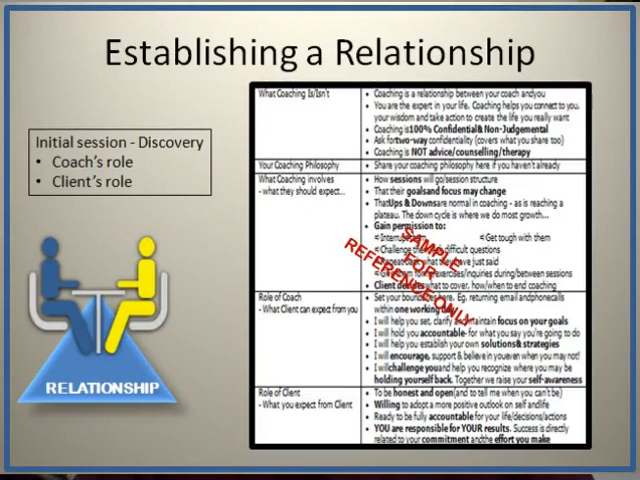 Establishing a Relationship
Initial session - Discovery
• Coach's role
• Client's role
RELATIONSHIP
What Coaching Is/Isn't
• Coaching is a relationship between your coach and you
• You are the expert in your life. Coaching helps you connect to you,
your wisdom and take action to create the life you really want
• Coaching is 100% Confidential & Non-Judgemental
• Ask for two-way confidentiality (covers what you share too)
• Coaching is NOT advice/counselling/therapy
Your Coaching Philosophy
• Share your coaching philosophy here if you haven't already
What Coaching involves
- what they should expect...
• How sessions will go/session structure
• That their goals and focus may change
• That Ups & Downs are normal in coaching - as is reaching a
plateau. The down cycle is where we do most growth...
• Gain permission to:
Get tough with them
Challenge difficult questions
what just said
exercises/inquiries during/between sessions
• Client what to cover, how/when to end coaching
Role of Coach
- What Client can expect from you
• Set your Eg. returning email and phonecalls
within one working
• I will help you set, clarify maintain focus on your goals
• I will hold you accountable - for what you say you're going to do
• I will help you establish your own solutions & strategies
• I will encourage, support & believe in you even when you may not!
• I will challenge you and help you recognize where you may be
holding yourself back. Together we raise your self-awareness
Role of Client
- What you expect from Client
• To be honest and open (and to tell me when you can't be)
• Willing to adopt a more positive outlook on self and life
• Ready to be fully accountable for your life/decisions/actions
• YOU are responsible for YOUR results. Success is directly
related to your commitment and the effort you make
SAMPLE
FOR
REFERENCE ONLY